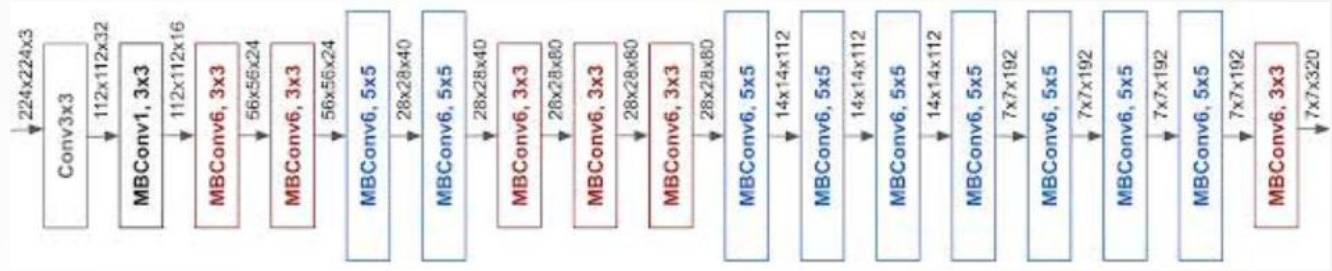 224x224x3
Conv3x3
112x112x32
MBConv1, 3x3
112x112x16
MBConv6, 3x3
56x56x24
MBConv6, 3x3
56x56x24
MBConv6, 5x5
28x28x40
MBConv6, 5x5
28x28x40
MBConv6, 3x3
28x28x80
MBConv6, 3x3
28x28x80
MBConv6, 3x3
28x28x80
MBConv6, 5x5
14x14x112
MBConv6, 5x5
14x14x112
MBConv6, 5x5
14x14x112
MBConv6, 5x5
7x7x192
MBConv6, 5x5
7x7x192
MBConv6, 5x5
7x7x192
MBConv6, 5x5
7x7x192
MBConv6, 3x3
7x7x320